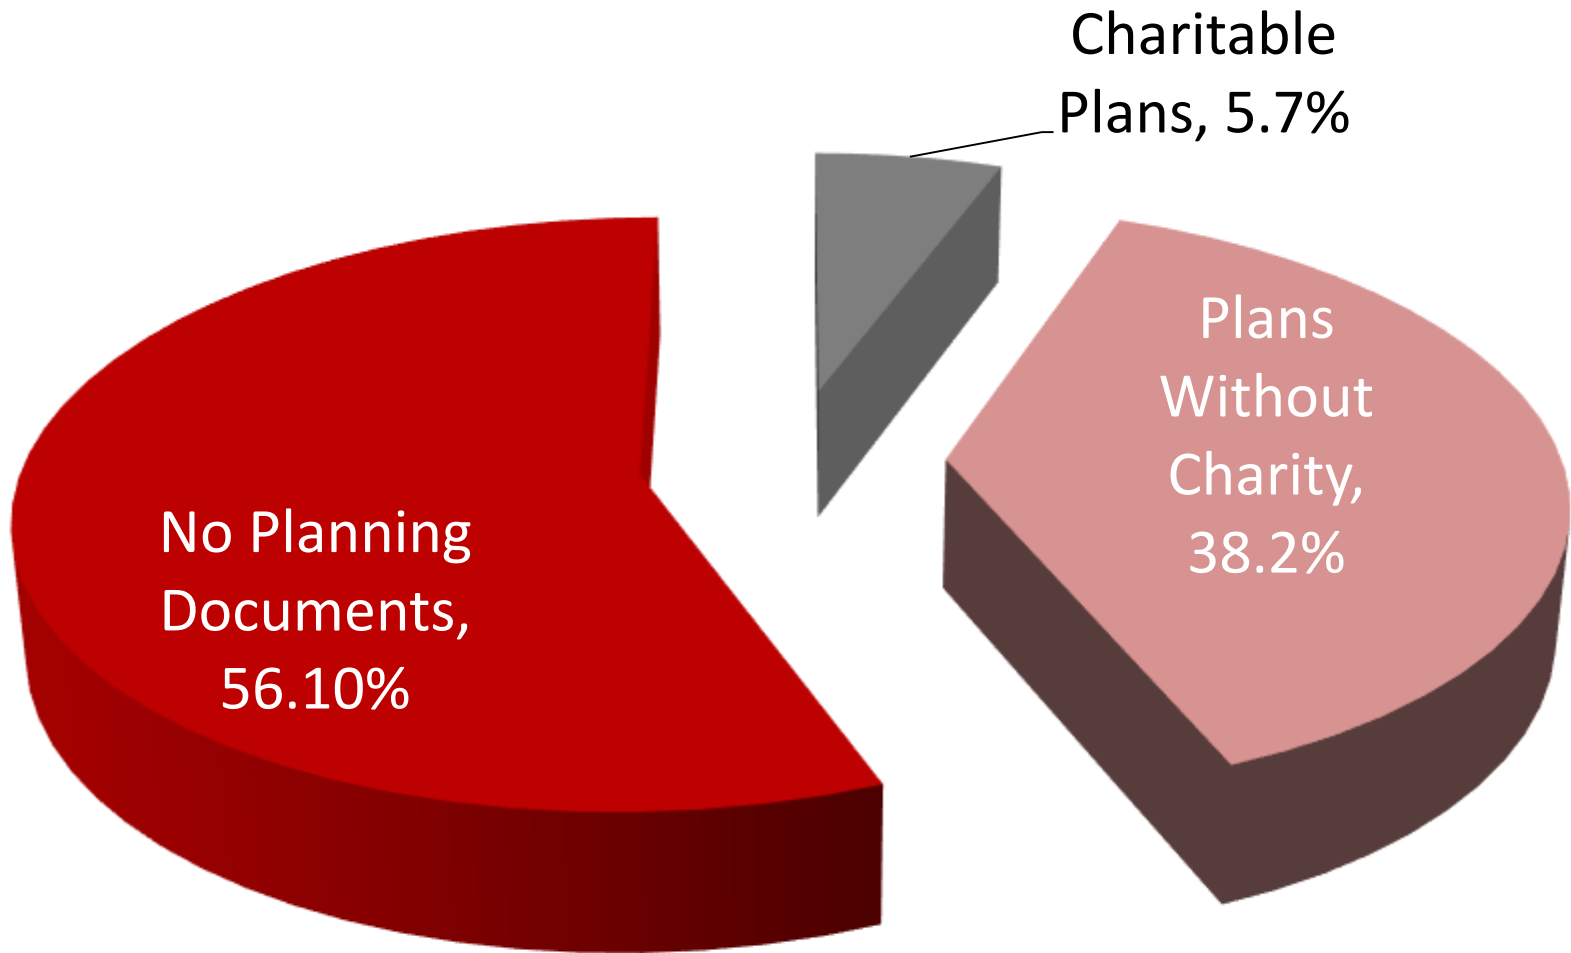 Charitable
Plans, 5.7%
Plans
Without
Charity,
38.2%
No Planning
Documents,
56.10%